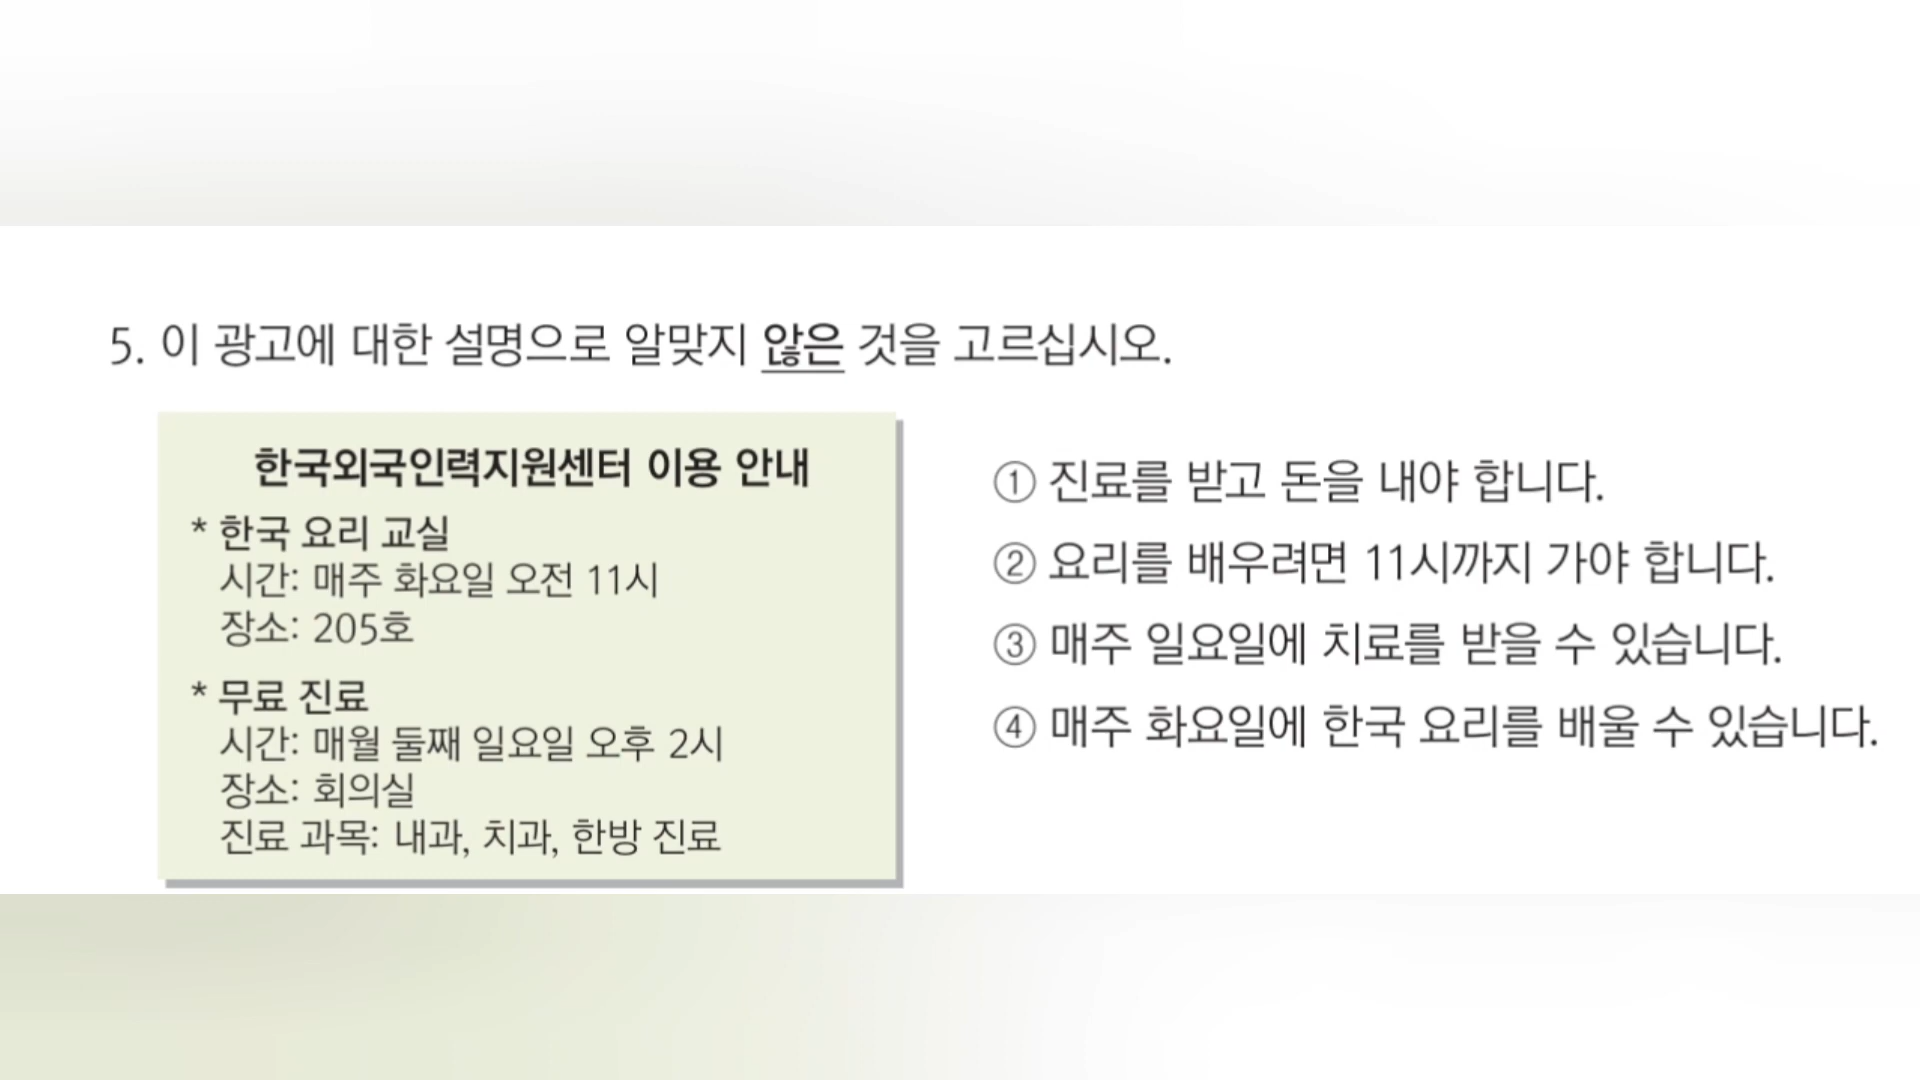 5. 이 광고에 대한 설명으로 알맞지 않은 것을 고르십시오.
한국외국인력지원센터 이용 안내
* 한국 요리 교실
시간: 매주 화요일 오전 11시
장소: 205호
* 무료 진료
시간: 매월 둘째 일요일 오후 2시
장소: 회의실
진료 과목: 내과, 치과, 한방 진료
① 진료를 받고 돈을 내야 합니다.
② 요리를 배우려면 11시까지 가야 합니다.
③ 매주 일요일에 치료를 받을 수 있습니다.
④ 매주 화요일에 한국 요리를 배울 수 있습니다.